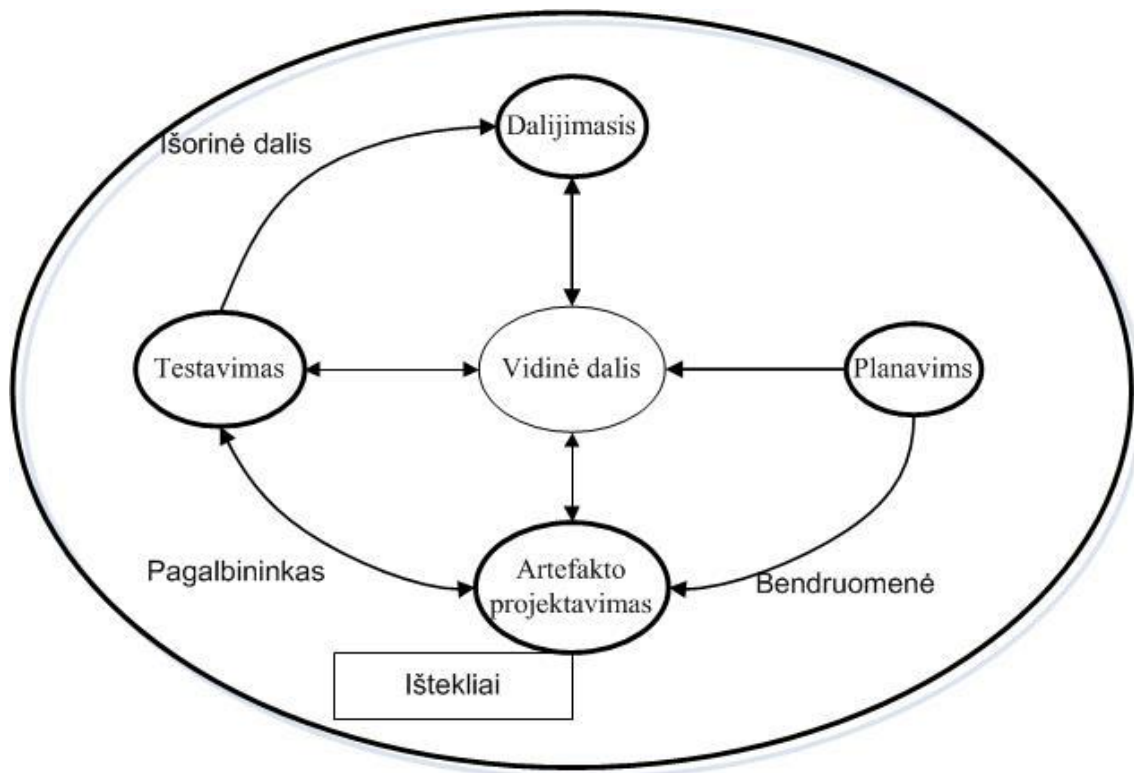 Dalijimasis
Išorinė dalis
Testavimas
Vidinė dalis
Planavims
Pagalbininkas
Artefakto
projektavimas
Bendruomenė
Ištekliai